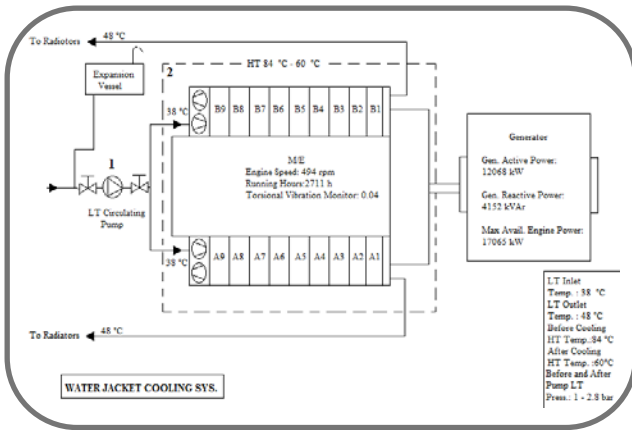 To Radiotors
48 °C
Expansion
Vessel
2
HT 84 °C - 60 °C
38 °C
B9 B8 B7 B6 B5 B4 B3 B2 B1
1
LT Circulating
Pump
M/E
Engine Speed: 494 rpm
Running Hours:2711 h
Torsional Vibration Monitor: 0.04
Generator
Gen. Active Power:
12068 kW
Gen. Reactive Power:
4152 kVAr
Max Avail. Engine Power:
17065 kW
38 °C
A9 A8 A7 A6 A5 A4 A3 A2 A1
To Radiators
48 °C
WATER JACKET COOLING SYS.
LT Inlet
Temp. : 38 °C
LT Outlet
Temp. : 48 °C
Before Cooling
HT Temp.:84 °C
After Cooling
HT Temp. :60°C
Before and After
Pump LT
Press.: 1 - 2.8 bar